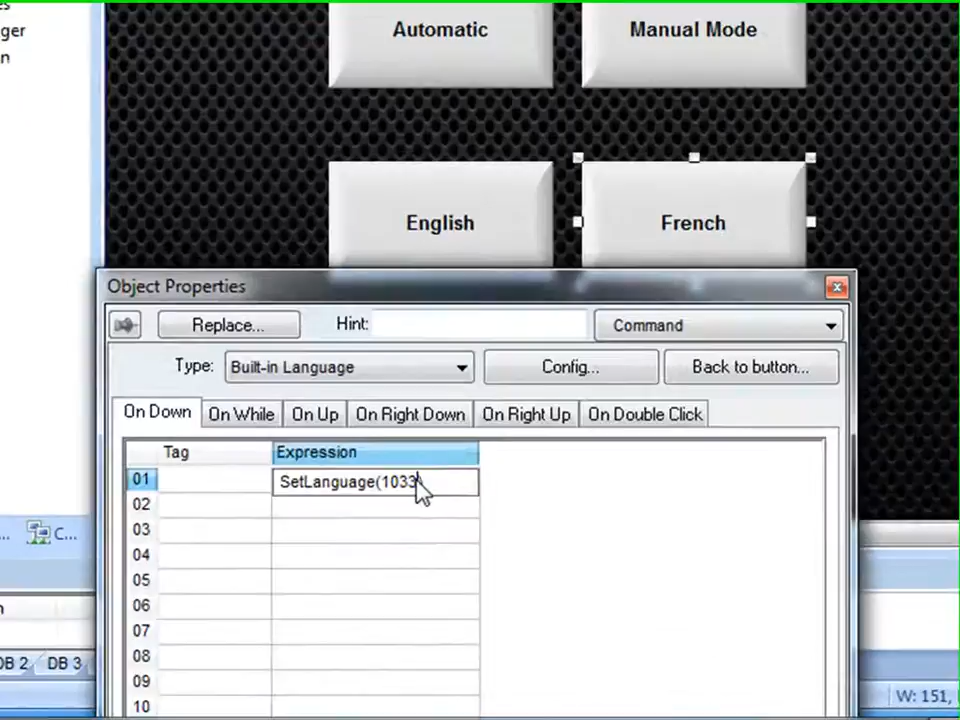 ger
n
Automatic
Manual Mode
English
French
Object Properties
Replace...
Hint:
Command
Type:
Built-in Language
Config...
Back to button...
On Down
On While
On Up
On Right Down
On Right Up
On Double Click
Tag
Expression
01
SetLanguage(1033)
02
03
04
05
06
07
08
09
10
... C...
DB 2
DB 3
W: 151,